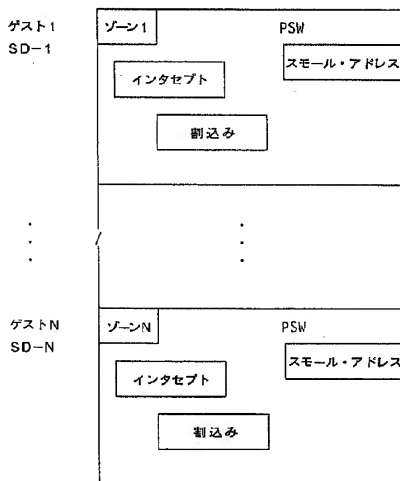 ゲスト1
SD-1
ゾーン1
PSW
スモール・アドレス
インタセプト
割込み
ゲストN
SD-N
ゾーンN
PSW
スモール・アドレス
インタセプト
割込み